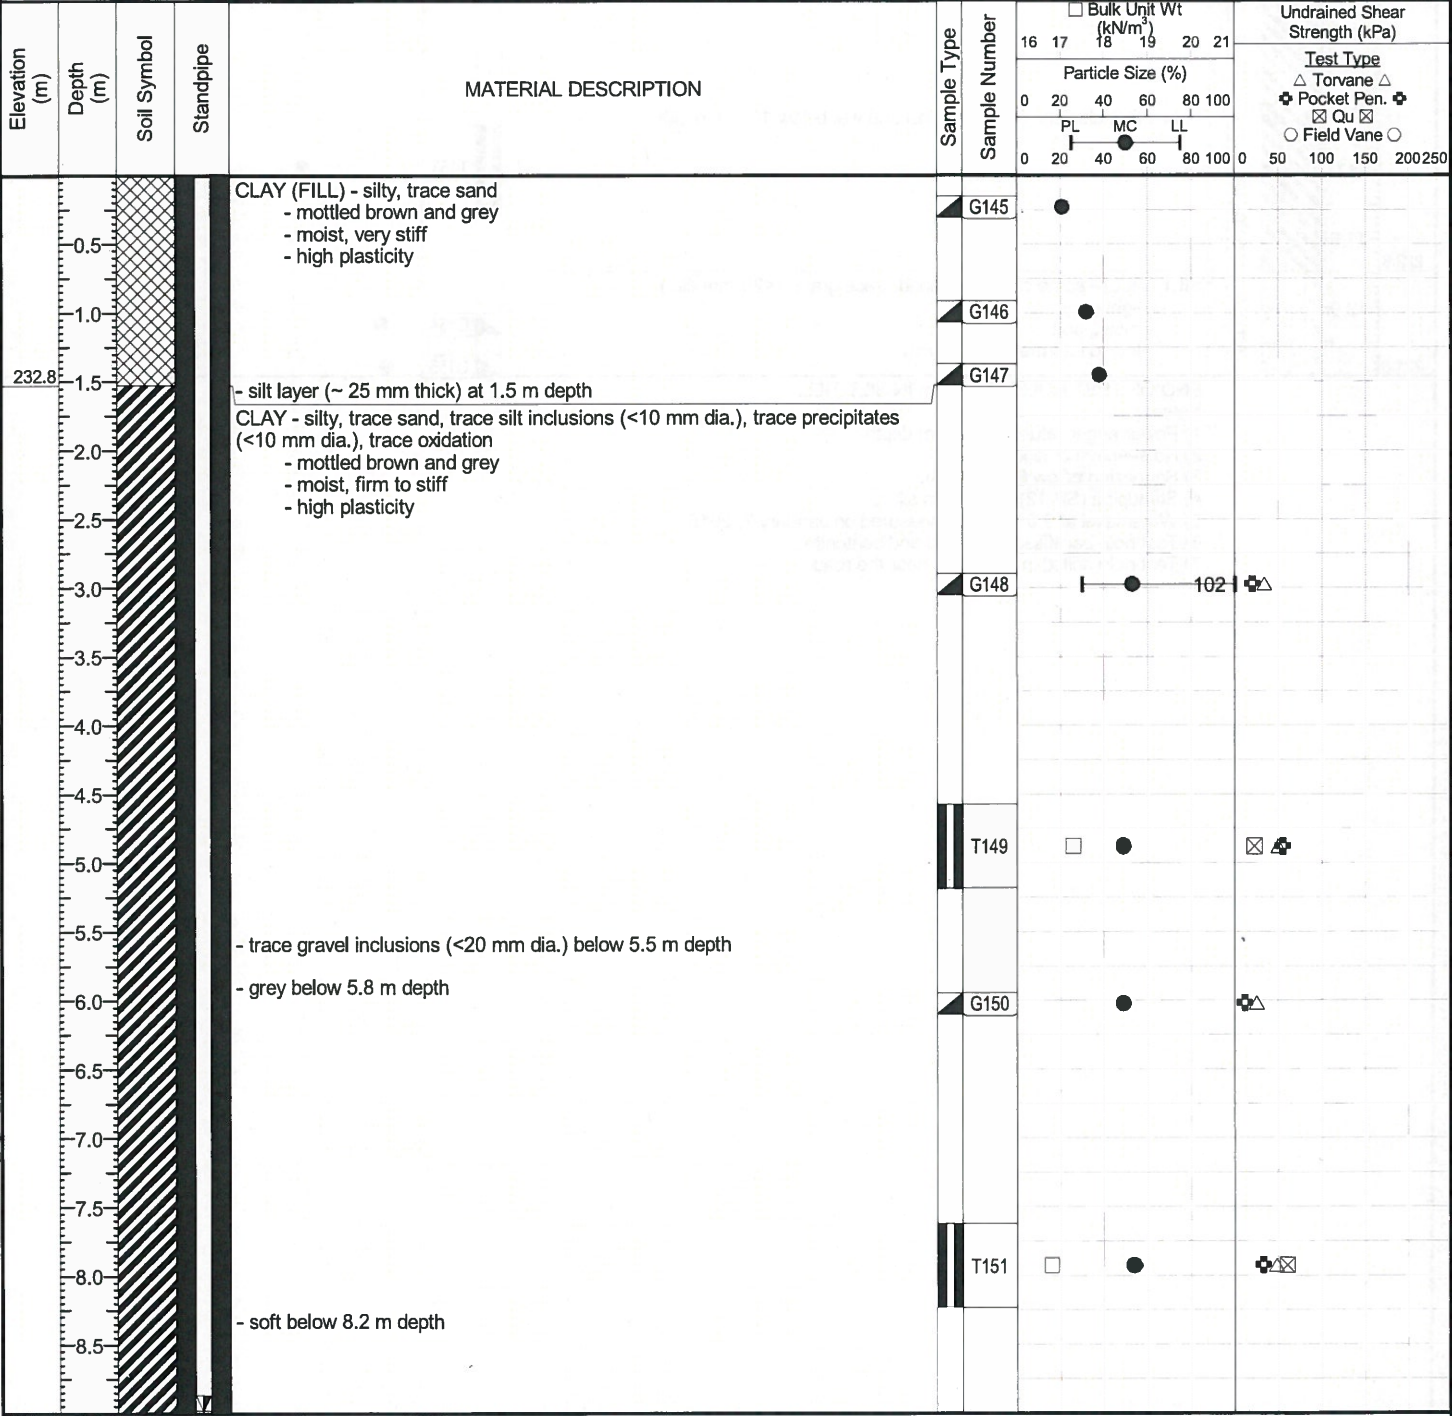 Elevation
(m)
Depth
(m)
Soil Symbol
Standpipe
MATERIAL DESCRIPTION
Sample Type
Sample Number
Bulk Unit Wt
(kN/m³)
16 17 18 19 20 21
Particle Size (%)
0 20 40 60 80 100
PL MC LL
0 20 40 60 80 100
Undrained Shear
Strength (kPa)
Test Type
Torvane
Pocket Pen.
Qu
Field Vane
0 50 100 150 200 250
CLAY (FILL) - silty, trace sand
- mottled brown and grey
- moist, very stiff
- high plasticity
G145
0.5
1.0
G146
232.8
1.5
G147
- silt layer (~ 25 mm thick) at 1.5 m depth
CLAY - silty, trace sand, trace silt inclusions (<10 mm dia.), trace precipitates
(<10 mm dia.), trace oxidation
- mottled brown and grey
- moist, firm to stiff
- high plasticity
2.0
2.5
3.0
G148
102
3.5
4.0
4.5
T149
5.0
5.5
- trace gravel inclusions (<20 mm dia.) below 5.5 m depth
- grey below 5.8 m depth
6.0
G150
6.5
7.0
7.5
T151
8.0
- soft below 8.2 m depth
8.5